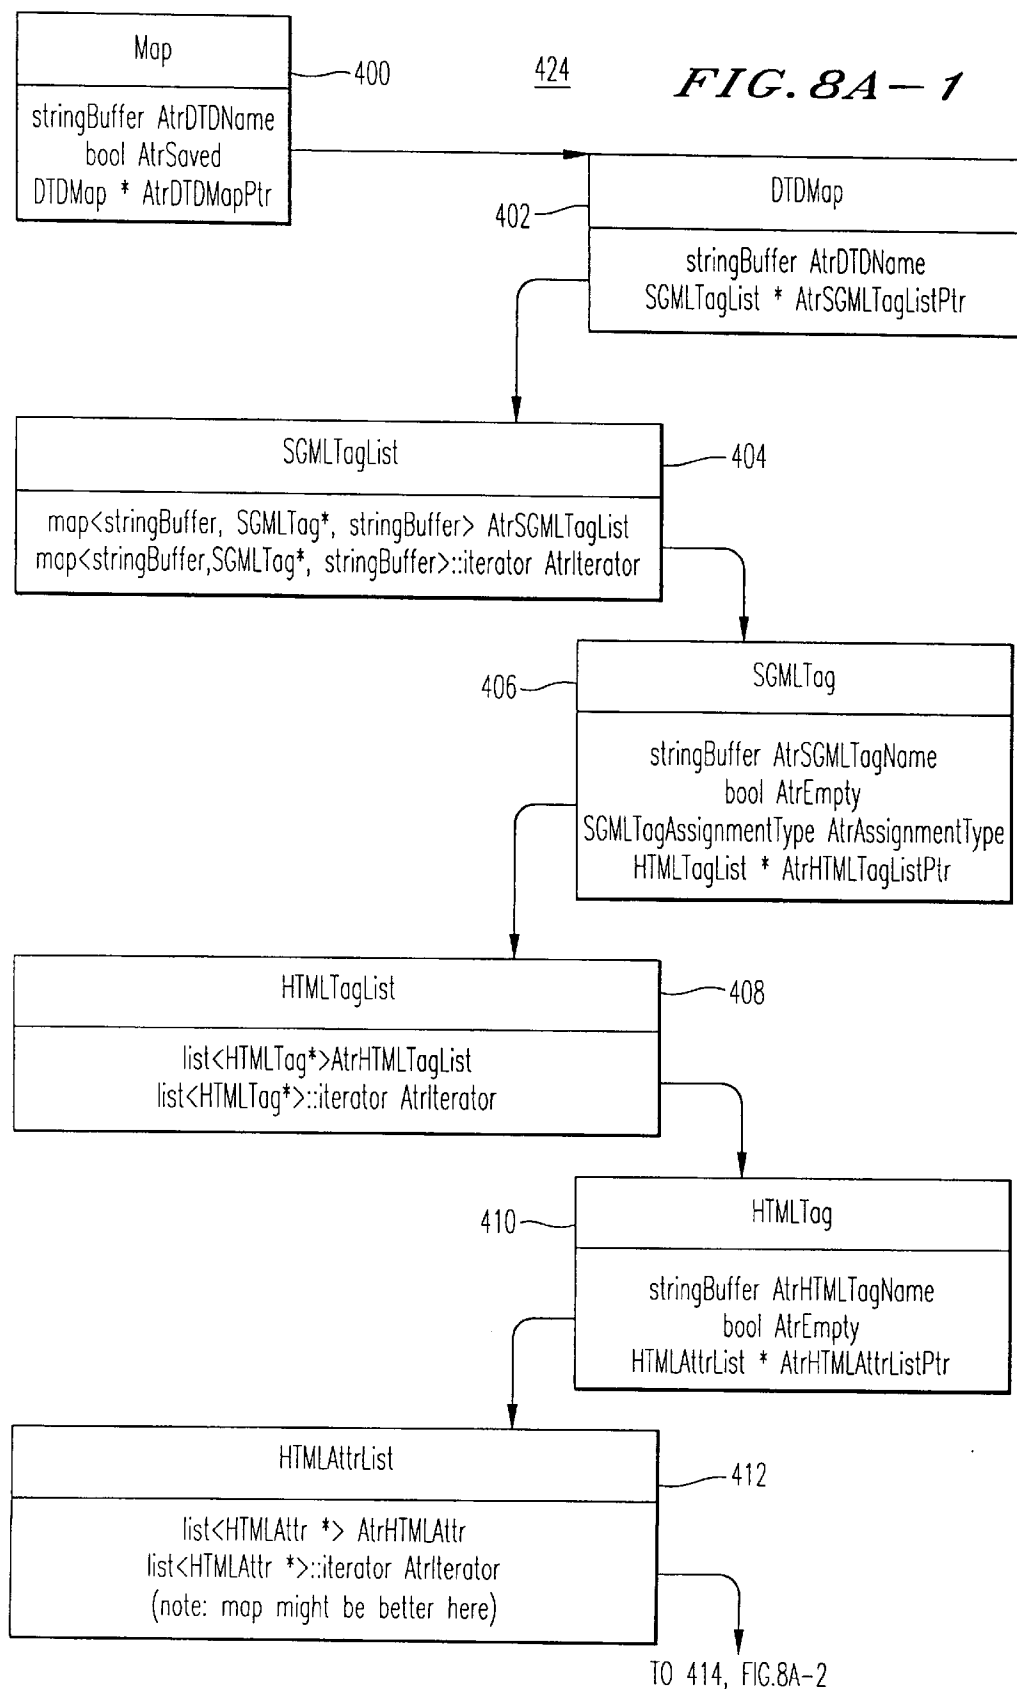 Map
400
424
FIG. 8A-1
stringBuffer AtrDTDName
bool AtrSaved
DTDMap * AtrDTDMapPtr
402
DTDMap
stringBuffer AtrDTDName
SGMLTagList * AtrSGMLTagListPtr
SGMLTagList
404
map<stringBuffer, SGMLTag*, stringBuffer> AtrSGMLTagList
map<stringBuffer,SGMLTag*, stringBuffer>::iterator AtrIterator
406
SGMLTag
stringBuffer AtrSGMLTagName
bool AtrEmpty
SGMLTagAssignmentType AtrAssignmentType
HTMLTagList * AtrHTMLTagListPtr
HTMLTagList
408
list<HTMLTag*>AtrHTMLTagList
list<HTMLTag*>::iterator AtrIterator
410
HTMLTag
stringBuffer AtrHTMLTagName
bool AtrEmpty
HTMLAttrList * AtrHTMLAttrListPtr
HTMLAttrList
412
list<HTMLAttr *> AtrHTMLAttr
list<HTMLAttr *>::iterator AtrIterator
(note: map might be better here)
TO 414, FIG.8A-2